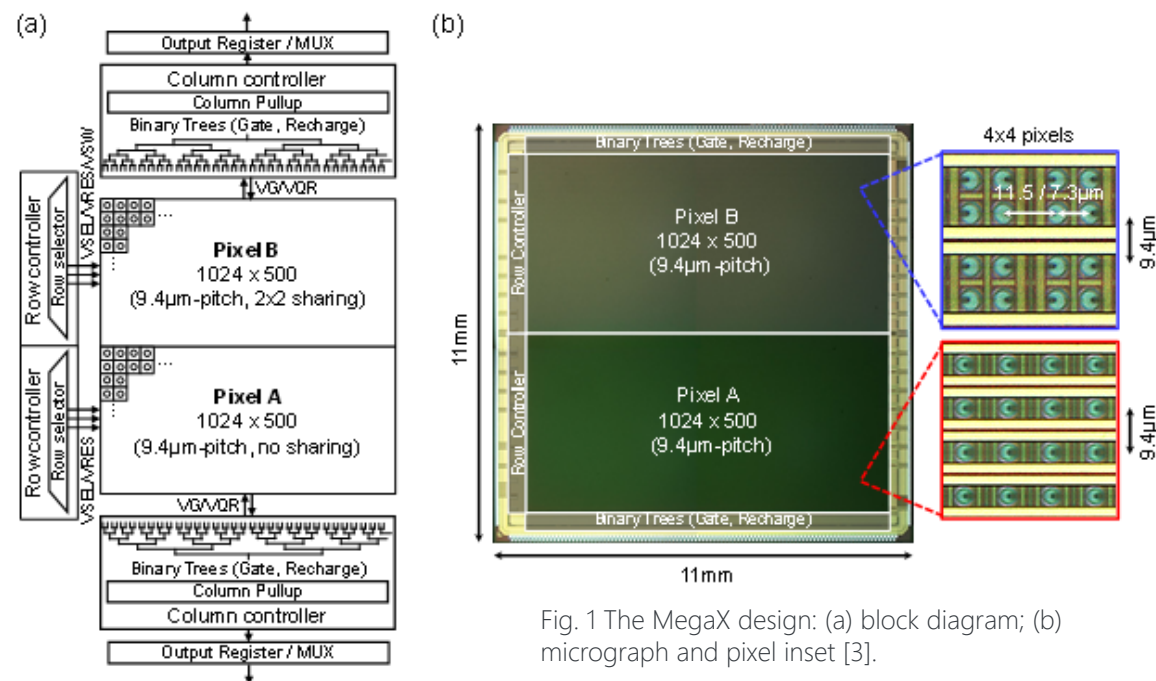 (a)
Output Register / MUX
Column controller
Column Pullup
Binary Trees (Gate, Recharge)
VG/VQR
VSEL/VRES/VSW
Row controller
Row selector
Pixel B
1024 x 500
(9.4µm-pitch, 2x2 sharing)
Row controller
Row selector
VSEL/VRES
Pixel A
1024 x 500
(9.4µm-pitch, no sharing)
VG/VQR
Binary Trees (Gate, Recharge)
Column Pullup
Column controller
Output Register / MUX
(b)
Binary Trees (Gate, Recharge)
Row Controller
Pixel B
1024 x 500
(9.4µm-pitch)
11mm
Row Controller
Pixel A
1024 x 500
(9.4µm-pitch)
Binary Trees (Gate, Recharge)
11mm
4x4 pixels
11.5 / 7.3µm
9.4µm
9.4µm
Fig. 1 The MegaX design: (a) block diagram; (b)
micrograph and pixel inset [3].